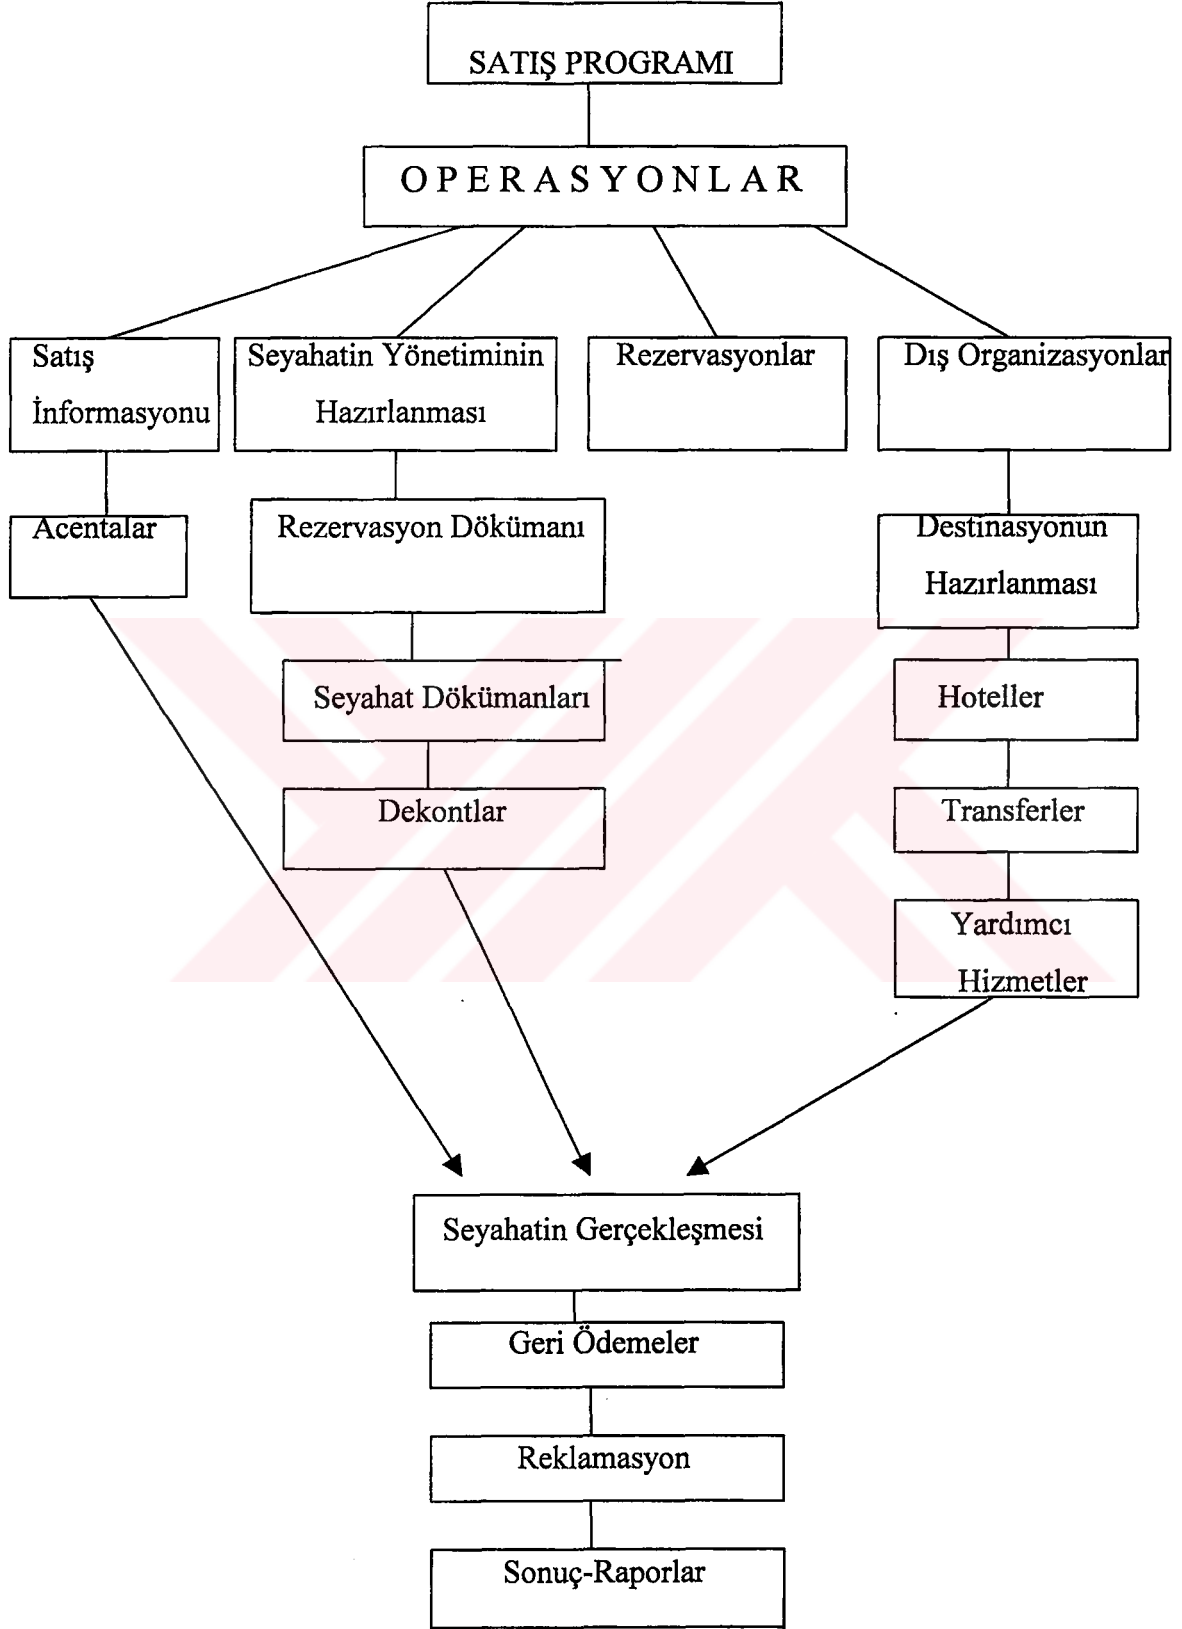 SATIŞ PROGRAMI
OPERASYONLAR
Satış
İnformasyonu
Seyahatin Yönetiminin
Hazırlanması
Rezervasyonlar
Dış Organizasyonlar
Acentalar
Rezervasyon Dökümanı
Seyahat Dökümanları
Dekontlar
Destinasyonun
Hazırlanması
Hoteller
Transferler
Yardımcı
Hizmetler
Seyahatin Gerçekleşmesi
Geri Ödemeler
Reklamasyon
Sonuç-Raporlar